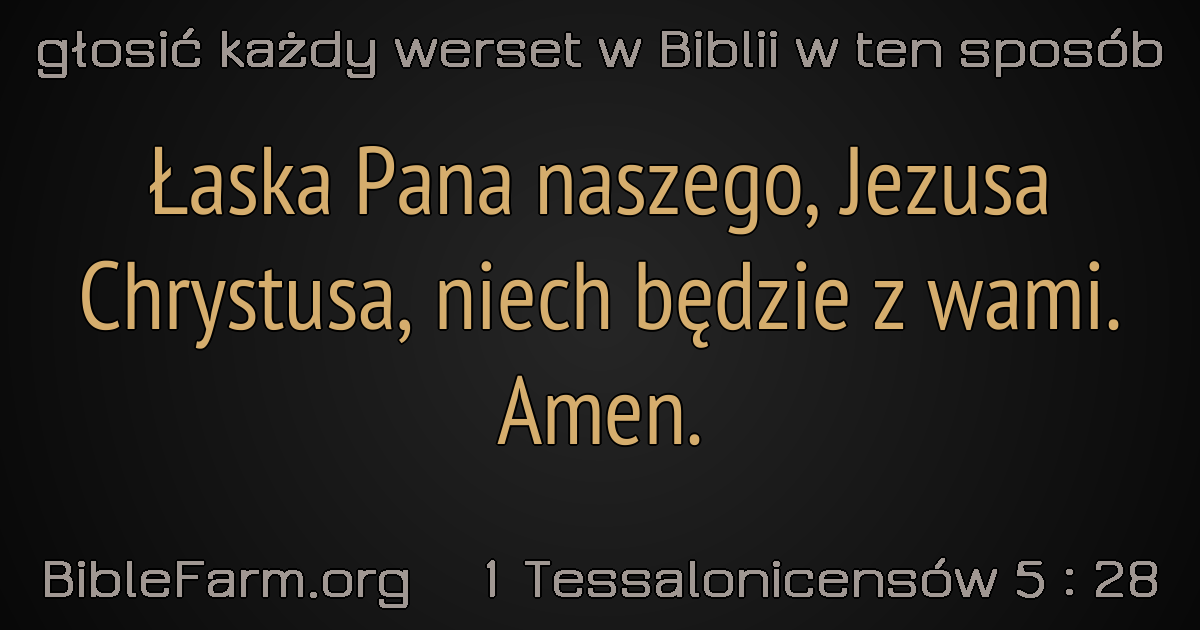 głosić każdy werset w Biblii w ten sposób
Łaska Pana naszego, Jezusa
Chrystusa, niech będzie z wami.
Amen.
BibleFarm.org 1 Tessalonicensów 5 : 28